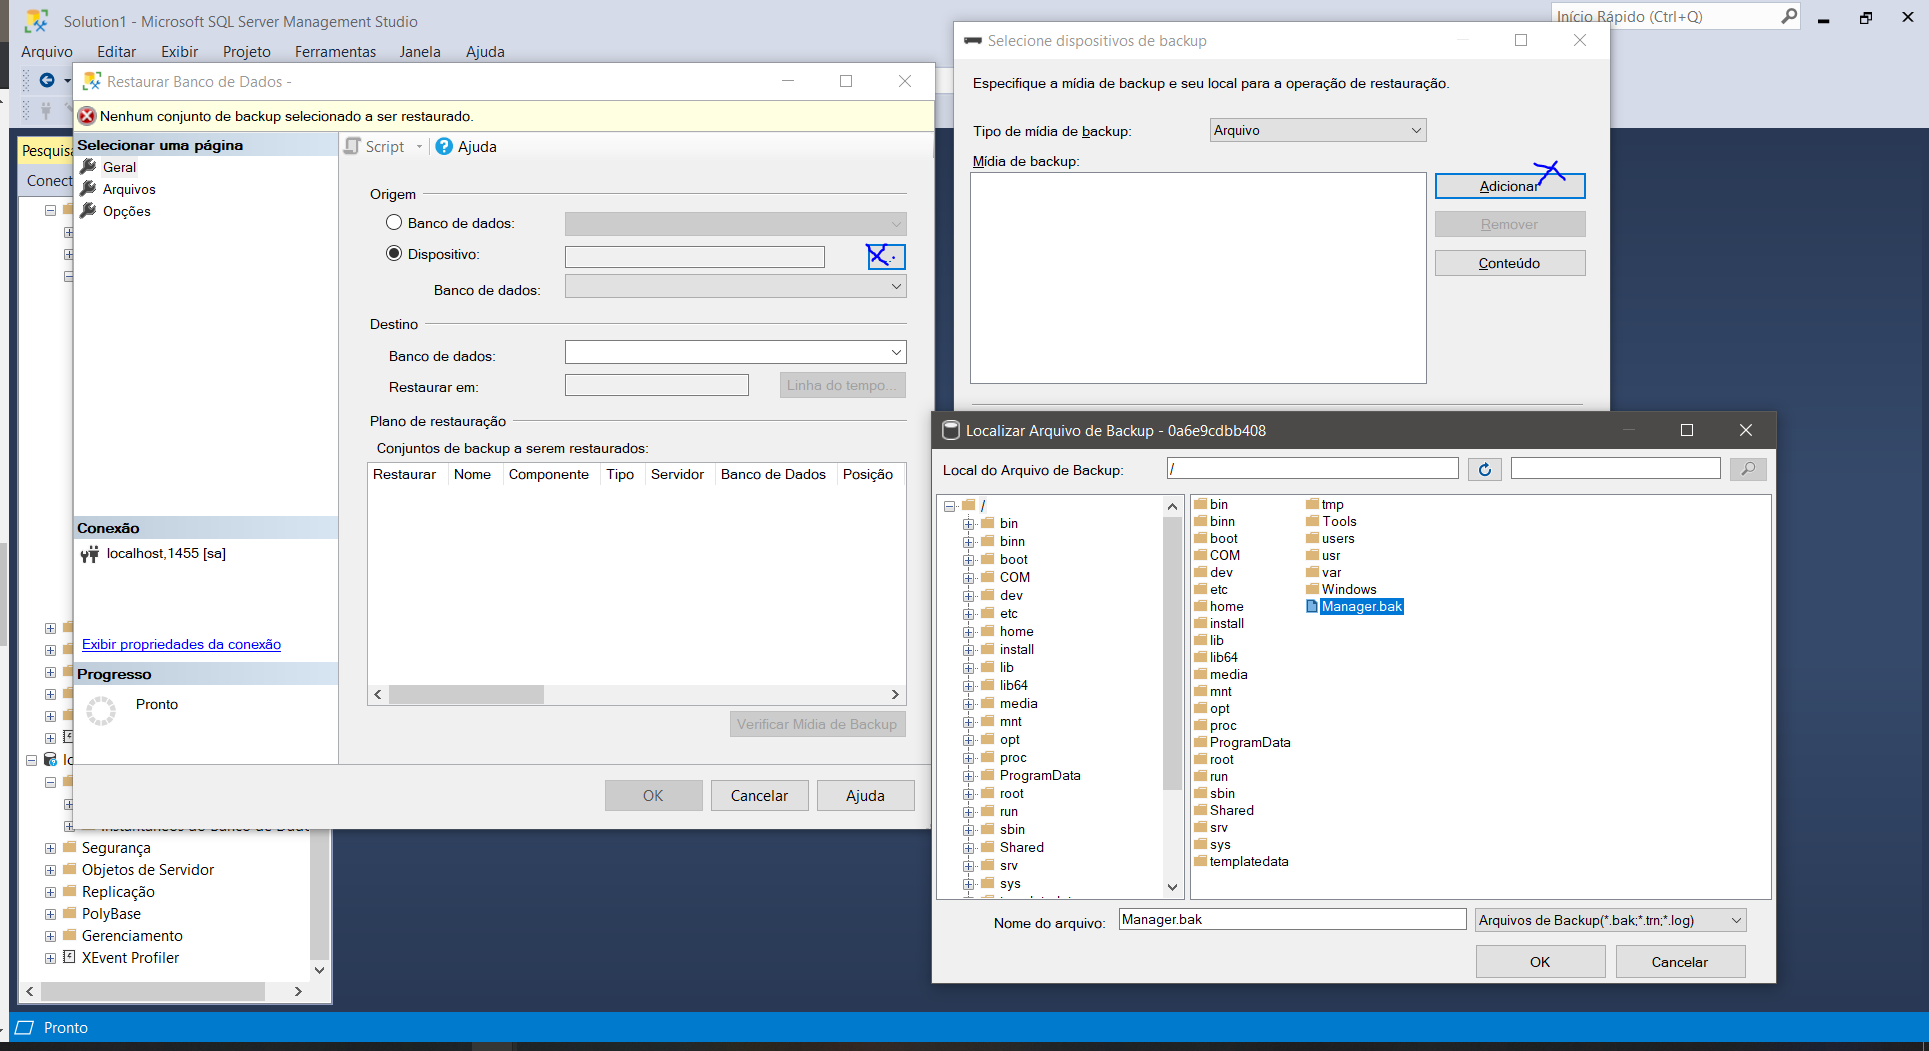 Solution1 - Microsoft SQL Server Management Studio
Início Rápido (Ctrl+Q)
Arquivo Editar Exibir Projeto Ferramentas Janela Ajuda
Restaurar Banco de Dados -
Nenhum conjunto de backup selecionado a ser restaurado.
Selecionar uma página
Geral
Arquivos
Opções
Script
Ajuda
Origem
Banco de dados:
Dispositivo:
Banco de dados:
Destino
Banco de dados:
Restaurar em:
Linha do tempo...
Plano de restauração
Conjuntos de backup a serem restaurados:
Restaurar Nome Componente Tipo Servidor Banco de Dados Posição
Conexão
localhost,1455 [sa]
Exibir propriedades da conexão
Progresso
Pronto
Verificar Mídia de Backup
OK Cancelar Ajuda
Segurança
Objetos de Servidor
Replicação
PolyBase
Gerenciamento
XEvent Profiler
Pronto
Selecione dispositivos de backup
Especifique a mídia de backup e seu local para a operação de restauração.
Tipo de mídia de backup:
Arquivo
Mídia de backup:
Adicionar
Remover
Conteúdo
Localizar Arquivo de Backup - 0a6e9cdbb408
Local do Arquivo de Backup:
/
/
bin
binn
boot
COM
dev
etc
home
install
lib
lib64
media
mnt
opt
proc
ProgramData
root
run
sbin
Shared
srv
sys
bin
binn
boot
COM
dev
etc
home
install
lib
lib64
media
mnt
opt
proc
ProgramData
root
run
sbin
Shared
srv
sys
templatedata
tmp
Tools
users
usr
var
Windows
Manager.bak
Nome do arquivo:
Manager.bak
Arquivos de Backup(*.bak;*.trn;*.log)
OK Cancelar